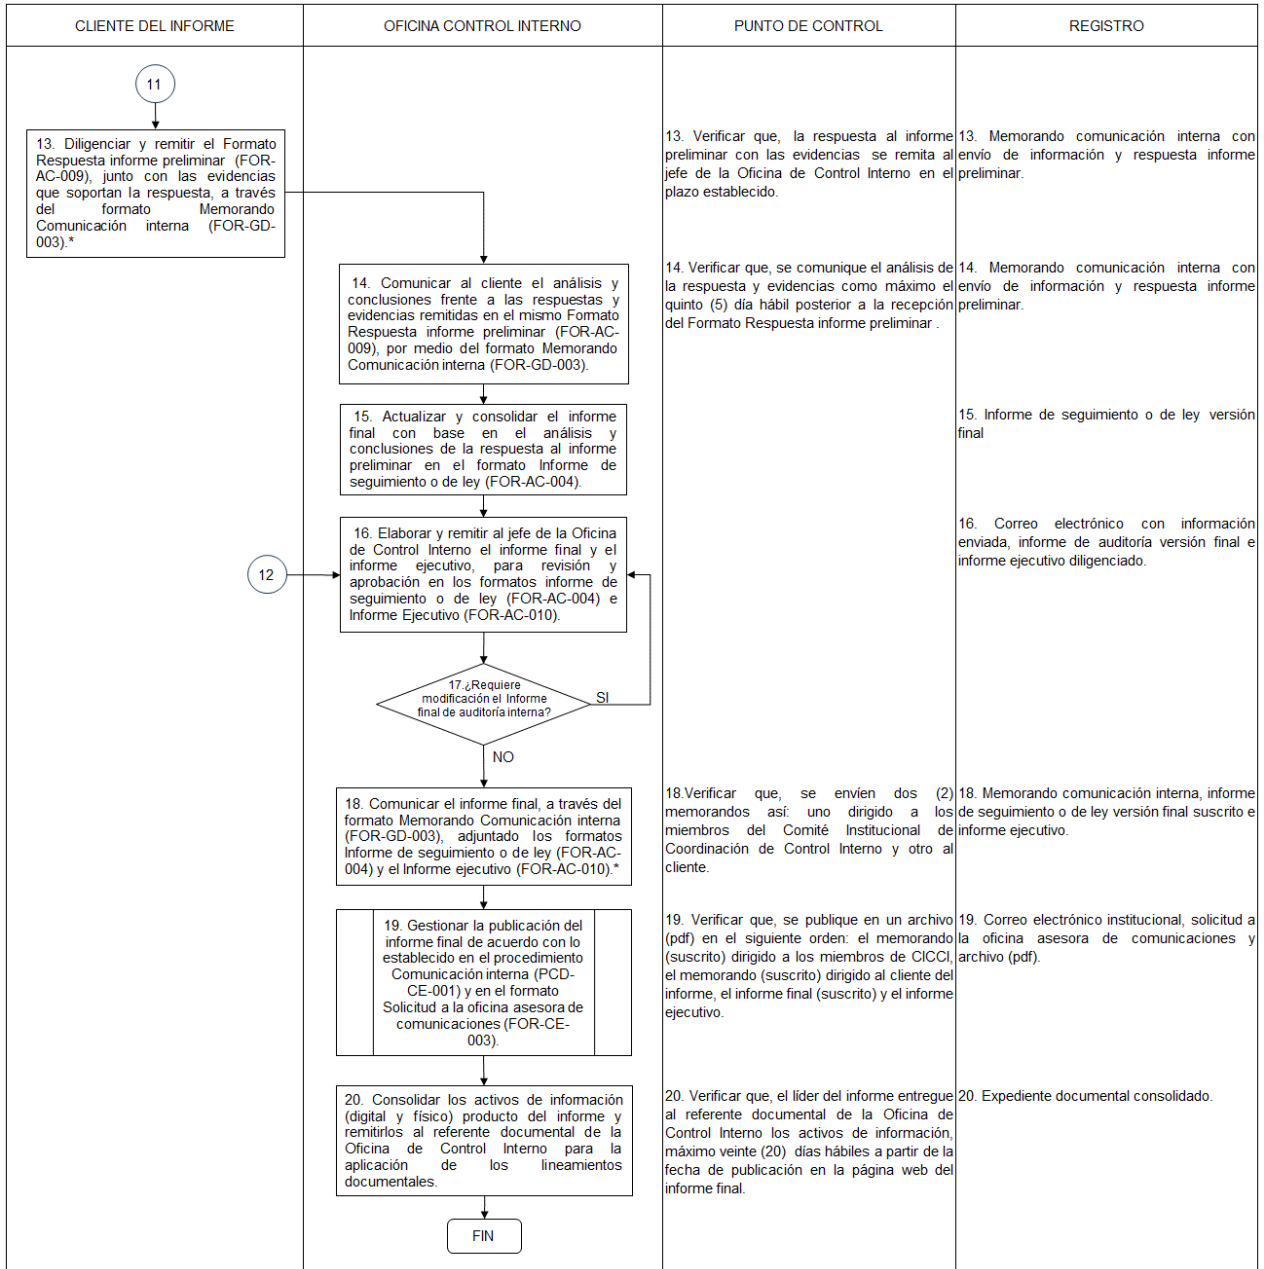 CLIENTE DEL INFORME
OFICINA CONTROL INTERNO
PUNTO DE CONTROL
REGISTRO
11
13. Diligenciar y remitir el Formato
Respuesta informe preliminar (FOR-
AC-009), junto con las evidencias
que soportan la respuesta, a través
del formato Memorando
Comunicación interna (FOR-GD-
003).*
13. Verificar que, la respuesta al informe
preliminar con las evidencias se remita al
jefe de la Oficina de Control Interno en el
plazo establecido.
13. Memorando comunicación interna con
envío de información y respuesta informe
preliminar.
14. Comunicar al cliente el análisis y
conclusiones frente a las respuestas y
evidencias remitidas en el mismo Formato
Respuesta informe preliminar (FOR-AC-
009), por medio del formato Memorando
Comunicación interna (FOR-GD-003).
14. Verificar que, se comunique el análisis de
la respuesta y evidencias como máximo el
quinto (5) día hábil posterior a la recepción
del Formato Respuesta informe preliminar .
14. Memorando comunicación interna con
envío de información y respuesta informe
preliminar.
15. Actualizar y consolidar el informe
final con base en el análisis y
conclusiones de la respuesta al informe
preliminar en el formato Informe de
seguimiento o de ley (FOR-AC-004).
15. Informe de seguimiento o de ley versión
final
16. Elaborar y remitir al jefe de la Oficina
de Control Interno el informe final y el
informe ejecutivo, para revisión y
aprobación en los formatos informe de
seguimiento o de ley (FOR-AC-004) e
Informe Ejecutivo (FOR-AC-010).
16. Correo electrónico con información
enviada, informe de auditoría versión final e
informe ejecutivo diligenciado.
12
17.¿Requiere
modificación el Informe
final de auditoría interna?
SI
NO
18. Comunicar el informe final, a través del
formato Memorando Comunicación interna
(FOR-GD-003), adjuntado los formatos
Informe de seguimiento o de ley (FOR-AC-
004) y el Informe ejecutivo (FOR-AC-010).*
18.Verificar que, se envíen dos (2)
memorandos así: uno dirigido a los
miembros del Comité Institucional de
Coordinación de Control Interno y otro al
cliente.
18. Memorando comunicación interna, informe
de seguimiento o de ley versión final suscrito e
informe ejecutivo.
19. Gestionar la publicación del
informe final de acuerdo con lo
establecido en el procedimiento
Comunicación interna (PCD-
CE-001) y en el formato
Solicitud a la oficina asesora de
comunicaciones (FOR-CE-
003).
19. Verificar que, se publique en un archivo
(pdf) en el siguiente orden: el memorando
(suscrito) dirigido a los miembros de CICCI,
el memorando (suscrito) dirigido al cliente del
informe, el informe final (suscrito) y el informe
ejecutivo.
19. Correo electrónico institucional, solicitud a
la oficina asesora de comunicaciones y
archivo (pdf).
20. Consolidar los activos de información
(digital y físico) producto del informe y
remitirlos al referente documental de la
Oficina de Control Interno para la
aplicación de los lineamientos
documentales.
20. Verificar que, el líder del informe entregue
al referente documental de la Oficina de
Control Interno los activos de información,
máximo veinte (20) días hábiles a partir de la
fecha de publicación en la página web del
informe final.
20. Expediente documental consolidado.
FIN